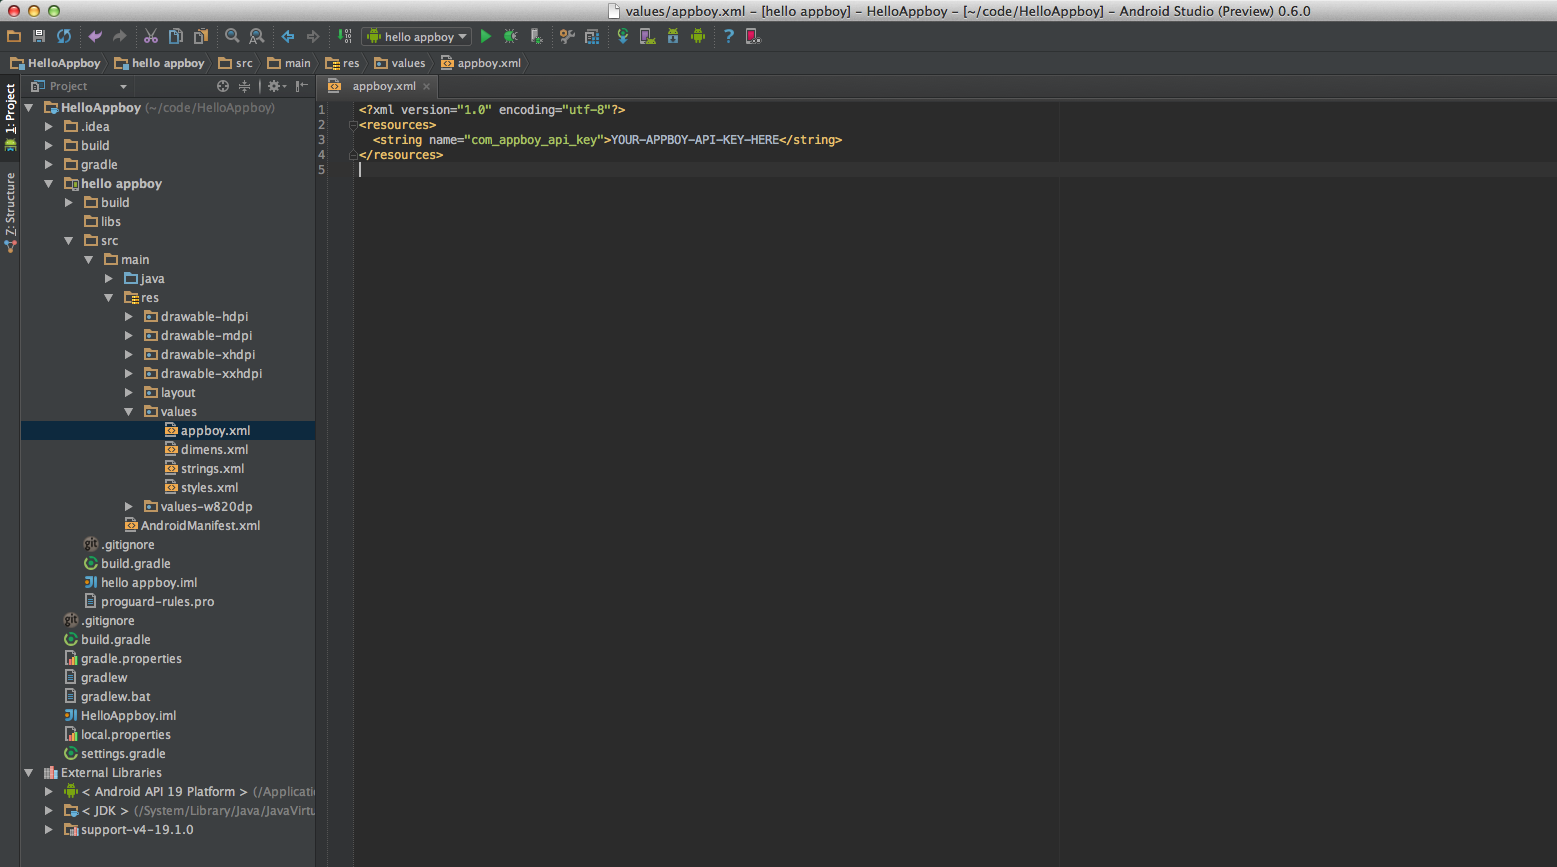 values/appboy.xml – [hello appboy] – HelloAppboy – [~/code/HelloAppboy] – Android Studio (Preview) 0.6.0
hello appboy
HelloAppboy hello appboy src main res values appboy.xml
1: Project
Z: Structure
Project
HelloAppboy (~/code/HelloAppboy)
.idea
build
gradle
hello appboy
build
libs
src
main
java
res
drawable-hdpi
drawable-mdpi
drawable-xhdpi
drawable-xxhdpi
layout
values
appboy.xml
dimens.xml
strings.xml
styles.xml
values-w820dp
AndroidManifest.xml
.gitignore
build.gradle
hello appboy.iml
proguard-rules.pro
.gitignore
build.gradle
gradle.properties
gradlew
gradlew.bat
HelloAppboy.iml
local.properties
settings.gradle
External Libraries
< Android API 19 Platform > (/Applicati
< JDK > (/System/Library/Java/JavaVirtu
support-v4-19.1.0
appboy.xml
1 <?xml version="1.0" encoding="utf-8"?>
2 <resources>
3 <string name="com_appboy_api_key">YOUR-APPBOY-API-KEY-HERE</string>
4 </resources>
5